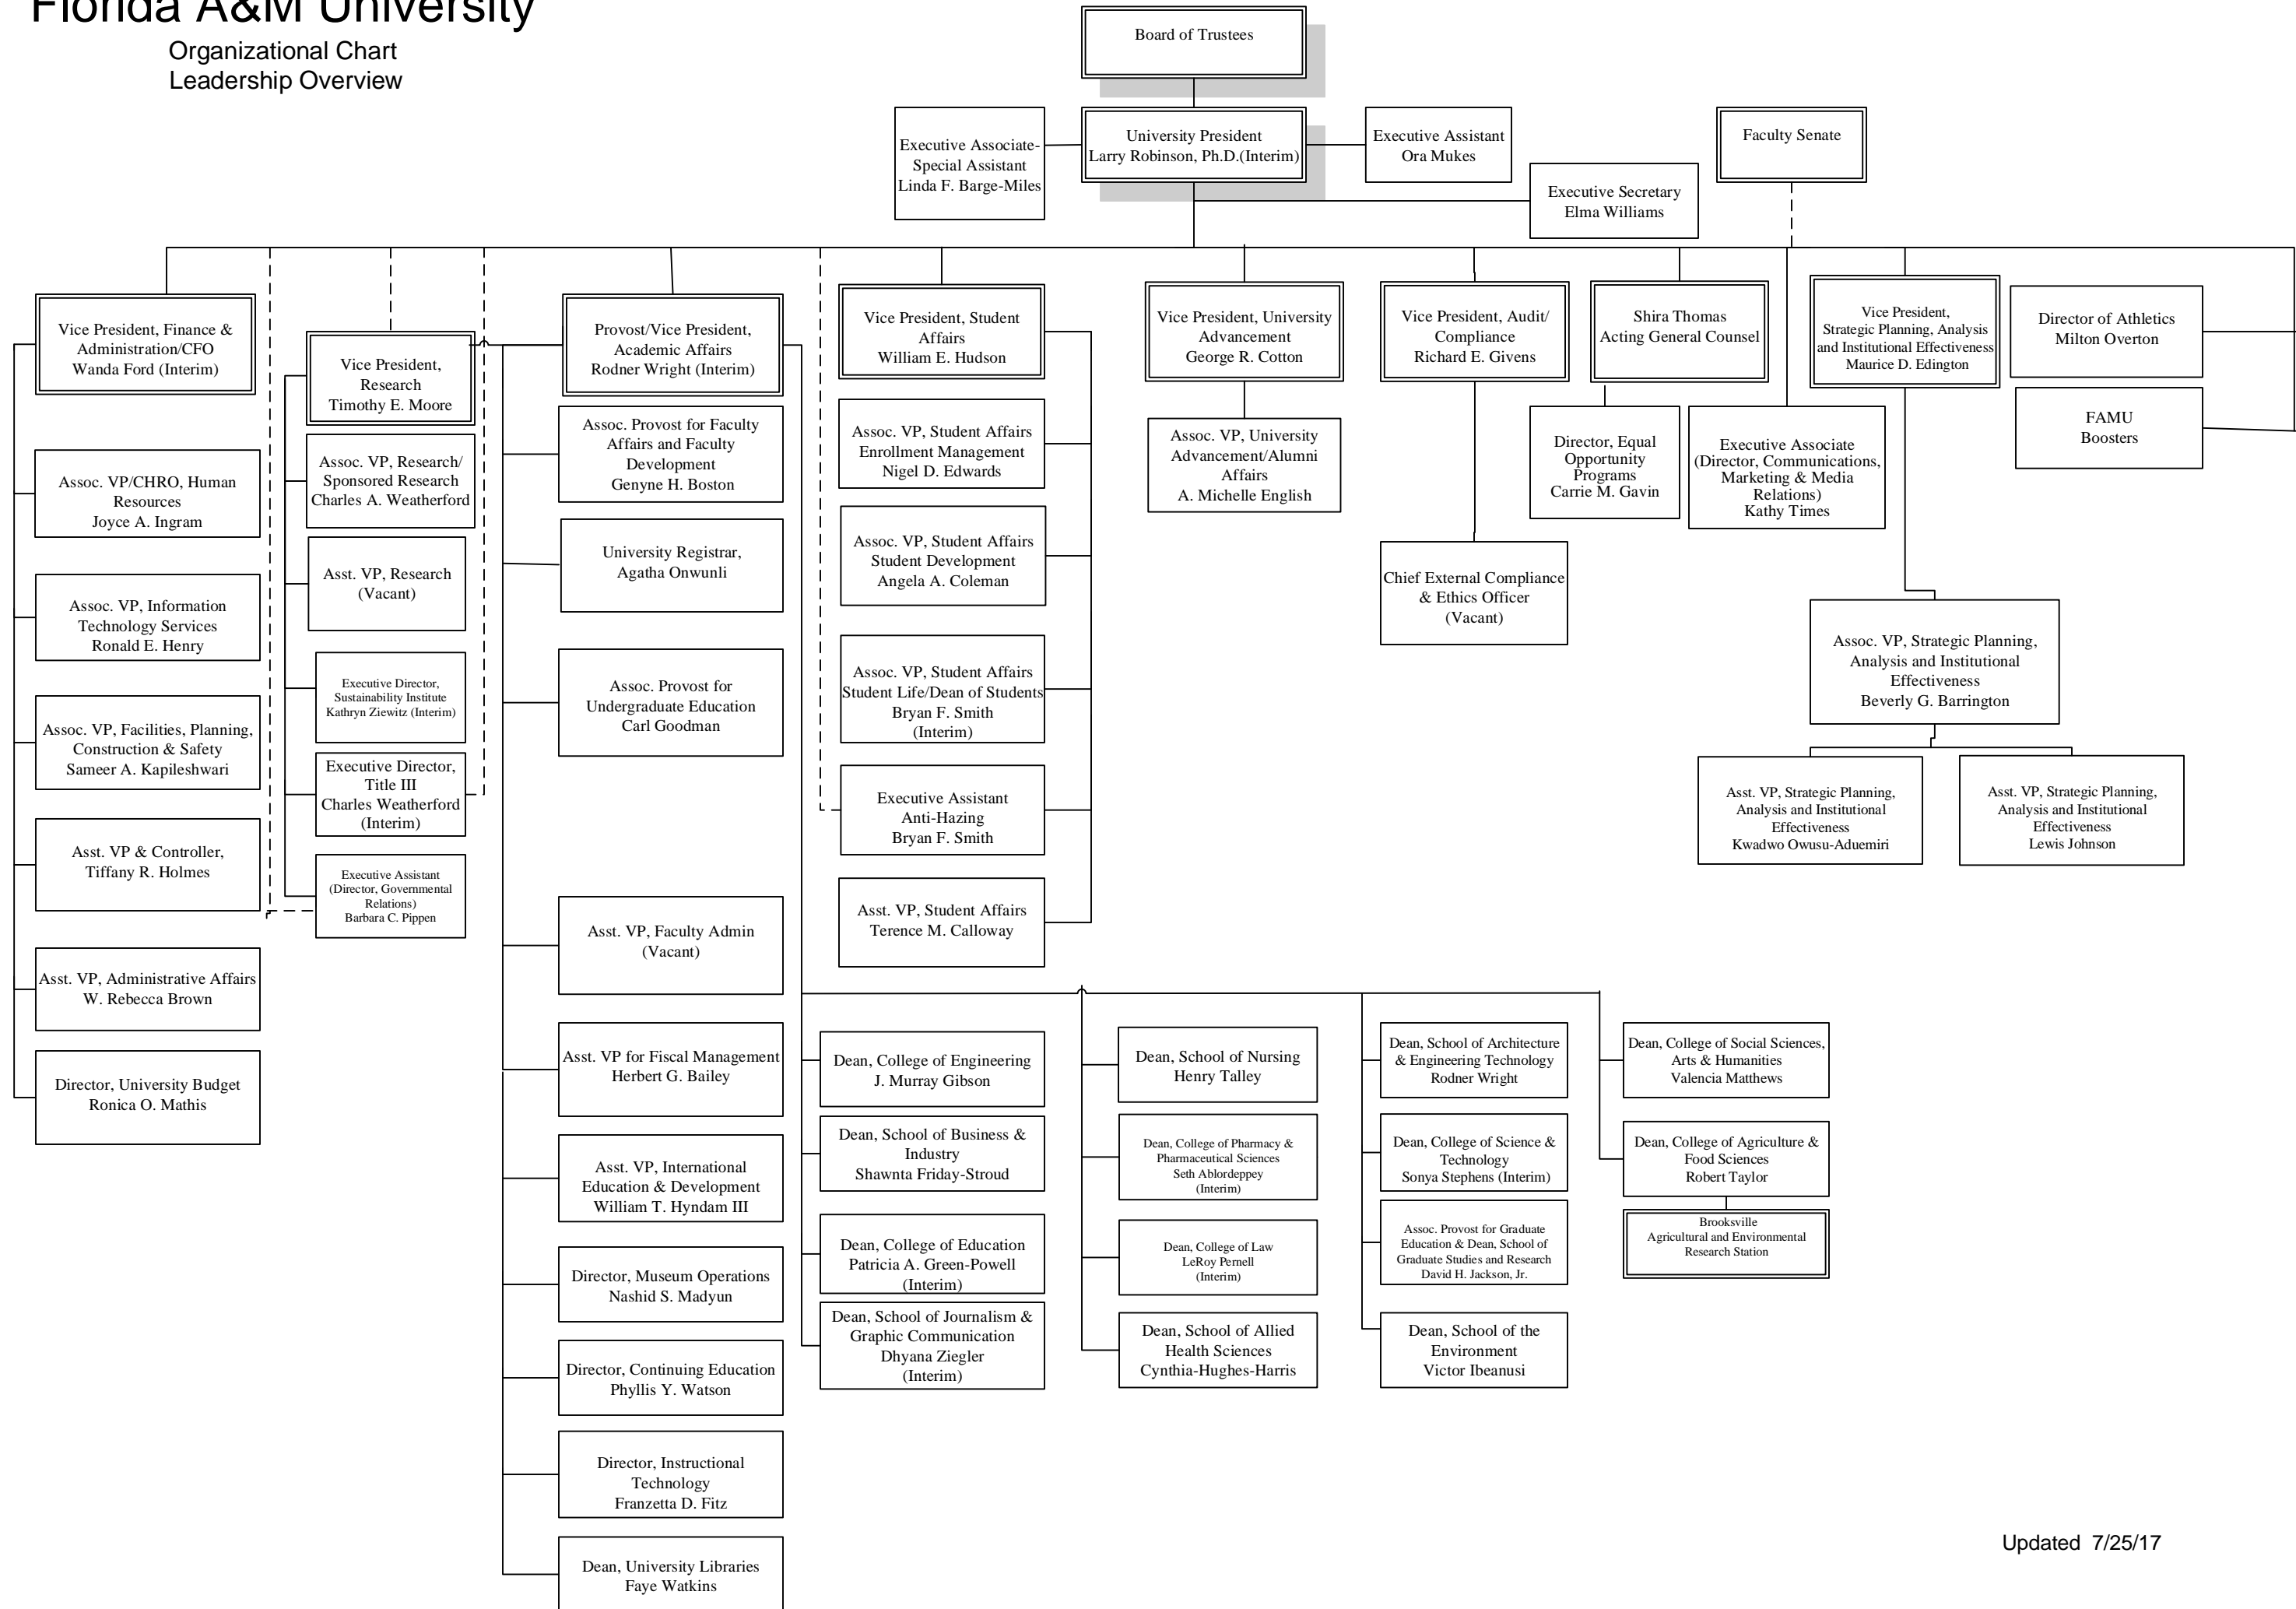 Florida A&M University
Organizational Chart
Leadership Overview
Board of Trustees
Executive Associate-
Special Assistant
Linda F. Barge-Miles
University President
Larry Robinson, Ph.D.(Interim)
Executive Assistant
Ora Mukes
Executive Secretary
Elma Williams
Faculty Senate
Vice President, Finance &
Administration/CFO
Wanda Ford (Interim)
Assoc. VP/CHRO, Human
Resources
Joyce A. Ingram
Assoc. VP, Information
Technology Services
Ronald E. Henry
Assoc. VP, Facilities, Planning,
Construction & Safety
Sameer A. Kapileshwari
Asst. VP & Controller,
Tiffany R. Holmes
Asst. VP, Administrative Affairs
W. Rebecca Brown
Director, University Budget
Ronica O. Mathis
Vice President,
Research
Timothy E. Moore
Assoc. VP, Research/
Sponsored Research
Charles A. Weatherford
Asst. VP, Research
(Vacant)
Executive Director,
Sustainability Institute
Kathryn Ziewitz (Interim)
Executive Director,
Title III
Charles Weatherford
(Interim)
Executive Assistant
(Director, Governmental
Relations)
Barbara C. Pippen
Provost/Vice President,
Academic Affairs
Rodner Wright (Interim)
Assoc. Provost for Faculty
Affairs and Faculty
Development
Genyne H. Boston
University Registrar,
Agatha Onwunli
Assoc. Provost for
Undergraduate Education
Carl Goodman
Asst. VP, Faculty Admin
(Vacant)
Asst. VP for Fiscal Management
Herbert G. Bailey
Asst. VP, International
Education & Development
William T. Hyndam III
Director, Museum Operations
Nashid S. Madyun
Director, Continuing Education
Phyllis Y. Watson
Director, Instructional
Technology
Franzetta D. Fitz
Dean, University Libraries
Faye Watkins
Vice President, Student
Affairs
William E. Hudson
Assoc. VP, Student Affairs
Enrollment Management
Nigel D. Edwards
Assoc. VP, Student Affairs
Student Development
Angela A. Coleman
Assoc. VP, Student Affairs
Student Life/Dean of Students
Bryan F. Smith
(Interim)
Executive Assistant
Anti-Hazing
Bryan F. Smith
Asst. VP, Student Affairs
Terence M. Calloway
Vice President, University
Advancement
George R. Cotton
Assoc. VP, University
Advancement/Alumni
Affairs
A. Michelle English
Vice President, Audit/
Compliance
Richard E. Givens
Chief External Compliance
& Ethics Officer
(Vacant)
Shira Thomas
Acting General Counsel
Director, Equal
Opportunity
Programs
Carrie M. Gavin
Executive Associate
(Director, Communications,
Marketing & Media
Relations)
Kathy Times
Vice President,
Strategic Planning, Analysis
and Institutional Effectiveness
Maurice D. Edington
Director of Athletics
Milton Overton
FAMU
Boosters
Assoc. VP, Strategic Planning,
Analysis and Institutional
Effectiveness
Beverly G. Barrington
Asst. VP, Strategic Planning,
Analysis and Institutional
Effectiveness
Kwadwo Owusu-Aduemiri
Asst. VP, Strategic Planning,
Analysis and Institutional
Effectiveness
Lewis Johnson
Dean, College of Engineering
J. Murray Gibson
Dean, School of Business &
Industry
Shawnta Friday-Stroud
Dean, College of Education
Patricia A. Green-Powell
(Interim)
Dean, School of Journalism &
Graphic Communication
Dhyana Ziegler
(Interim)
Dean, School of Nursing
Henry Talley
Dean, College of Pharmacy &
Pharmaceutical Sciences
Seth Ablordeppey
(Interim)
Dean, College of Law
LeRoy Pernell
(Interim)
Dean, School of Allied
Health Sciences
Cynthia-Hughes-Harris
Dean, School of Architecture
& Engineering Technology
Rodner Wright
Dean, College of Science &
Technology
Sonya Stephens (Interim)
Assoc. Provost for Graduate
Education & Dean, School of
Graduate Studies and Research
David H. Jackson, Jr.
Dean, School of the
Environment
Victor Ibeanusi
Dean, College of Social Sciences,
Arts & Humanities
Valencia Matthews
Dean, College of Agriculture &
Food Sciences
Robert Taylor
Brooksville
Agricultural and Environmental
Research Station
Updated 7/25/17